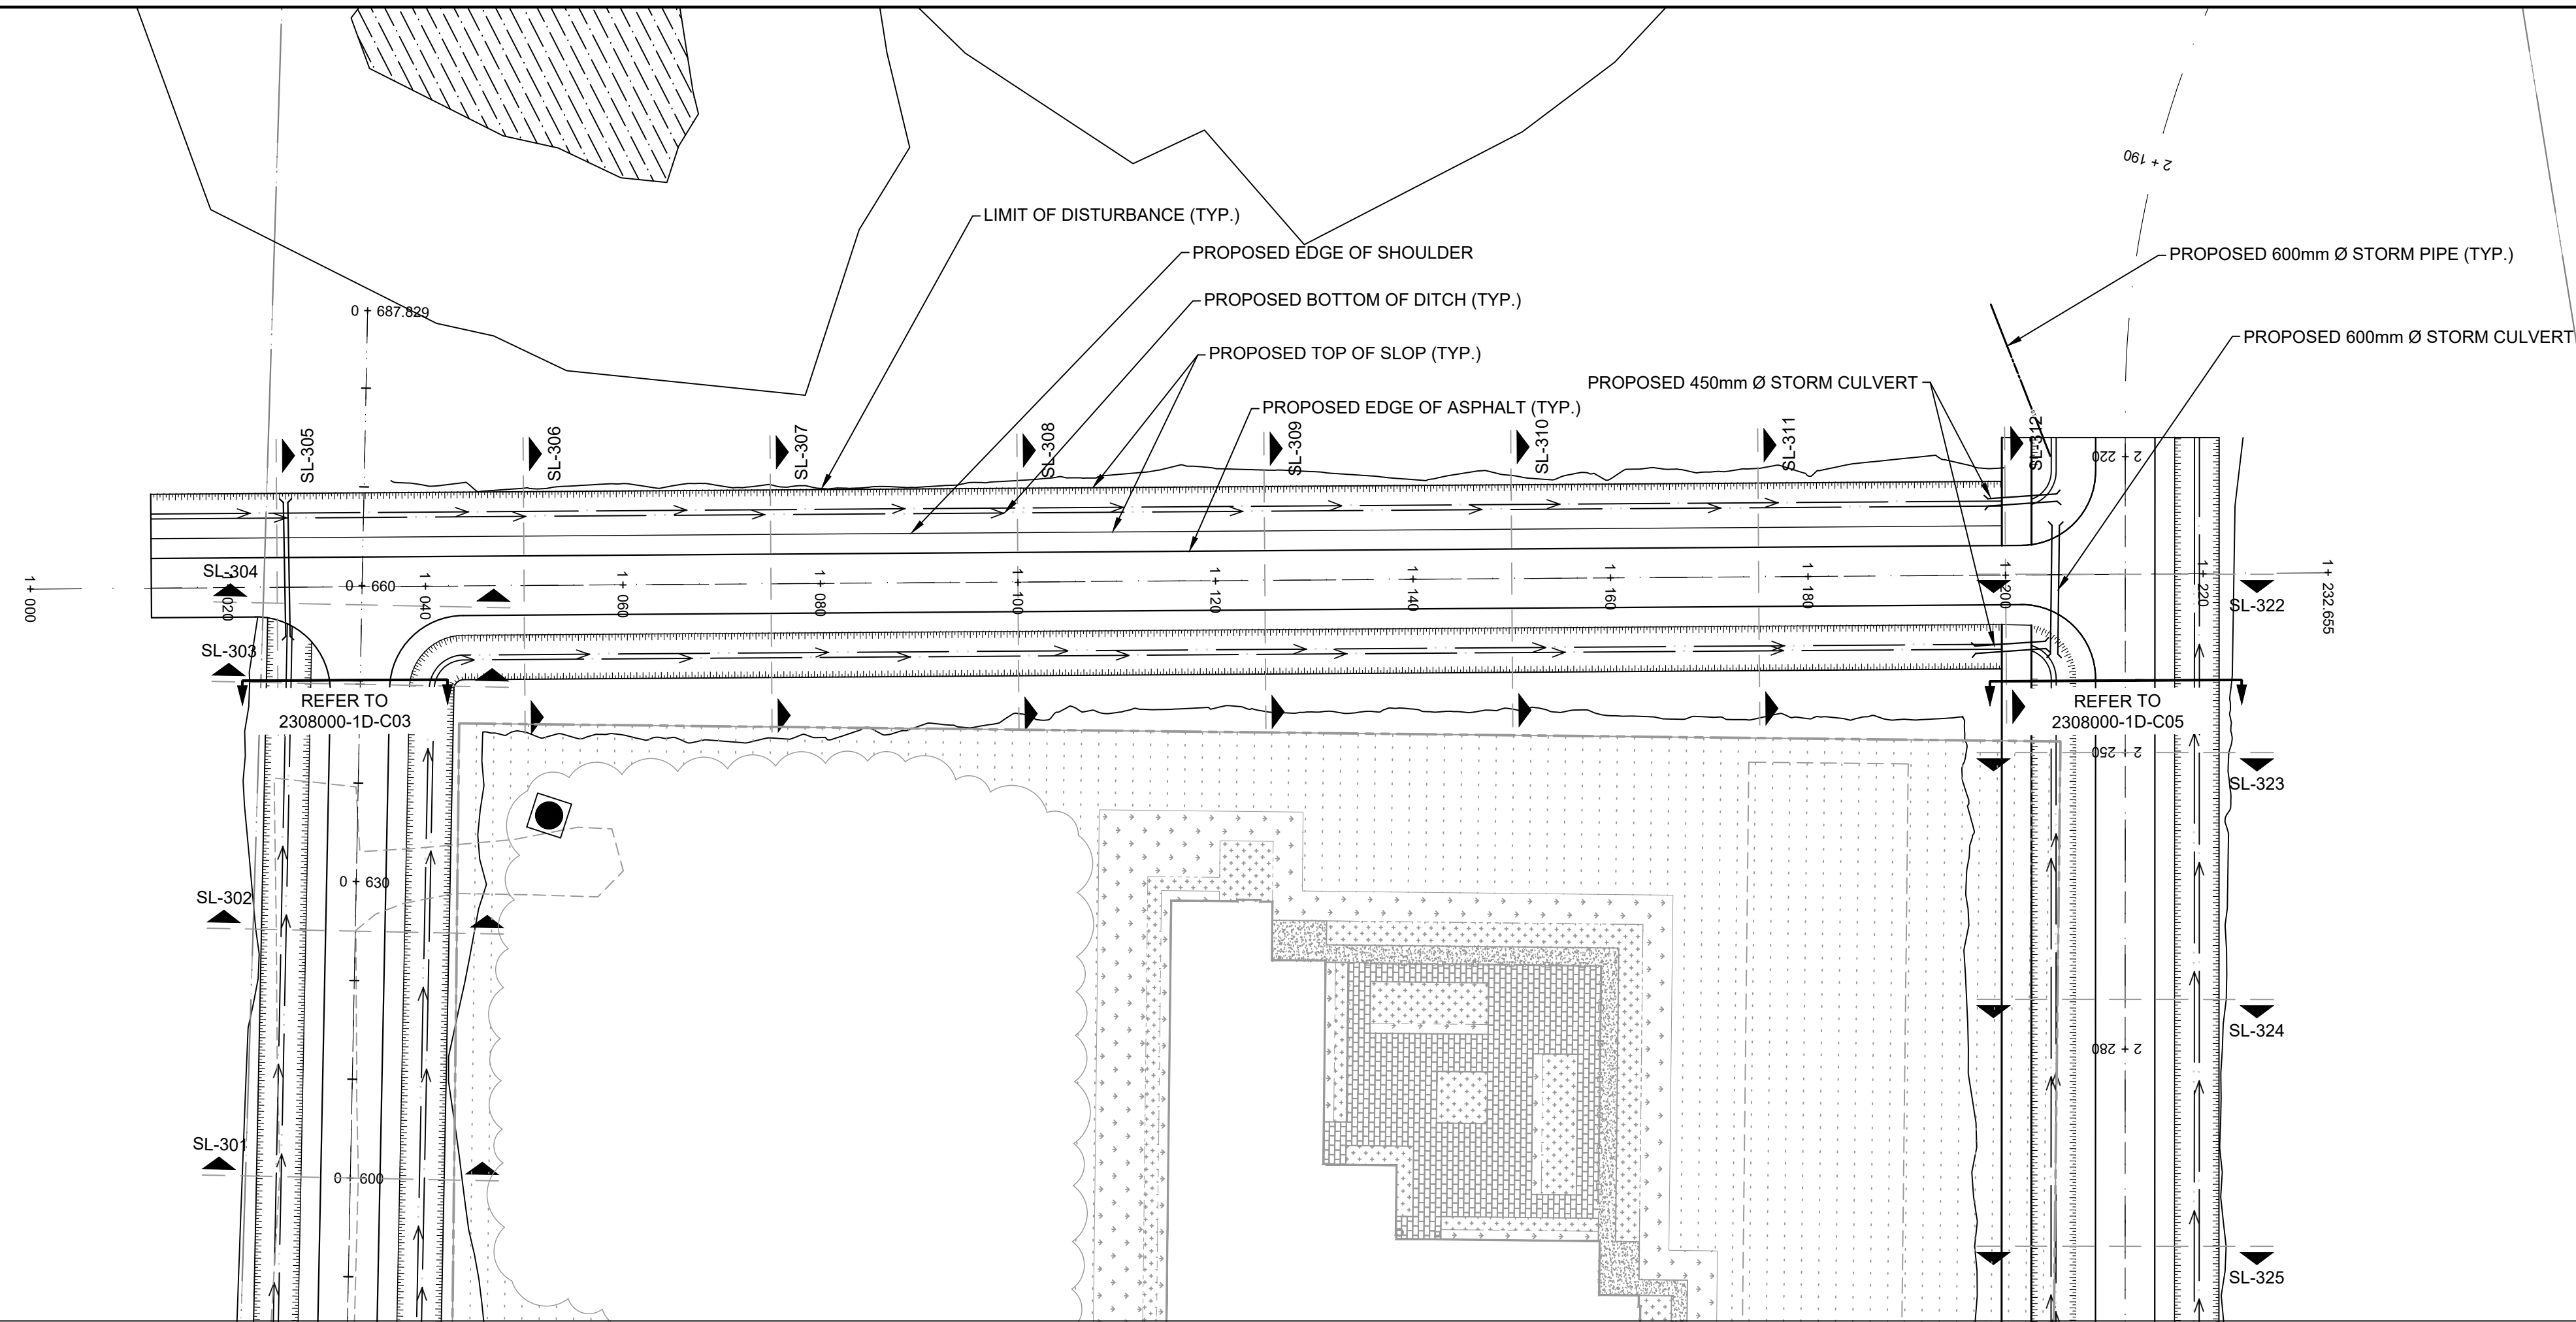 2 + 190
LIMIT OF DISTURBANCE (TYP.)
PROPOSED EDGE OF SHOULDER
PROPOSED 600mm Ø STORM PIPE (TYP.)
PROPOSED BOTTOM OF DITCH (TYP.)
0 + 687.829
PROPOSED 600mm Ø STORM CULVERT
PROPOSED TOP OF SLOP (TYP.)
PROPOSED 450mm Ø STORM CULVERT
PROPOSED EDGE OF ASPHALT (TYP.)
SL-305
SL-306
SL-307
SL-308
SL-309
SL-310
SL-311
SL-312
2 + 220
SL-304
1 + 000
1 + 020
0 + 660
1 + 040
1 + 060
1 + 080
1 + 100
1 + 120
1 + 140
1 + 160
1 + 180
1 + 200
1 + 220
1 + 232.655
SL-322
SL-303
REFER TO
2308000-1D-C03
REFER TO
2308000-1D-C05
2 + 250
SL-323
0 + 630
SL-302
SL-324
2 + 280
SL-301
0 + 600
SL-325